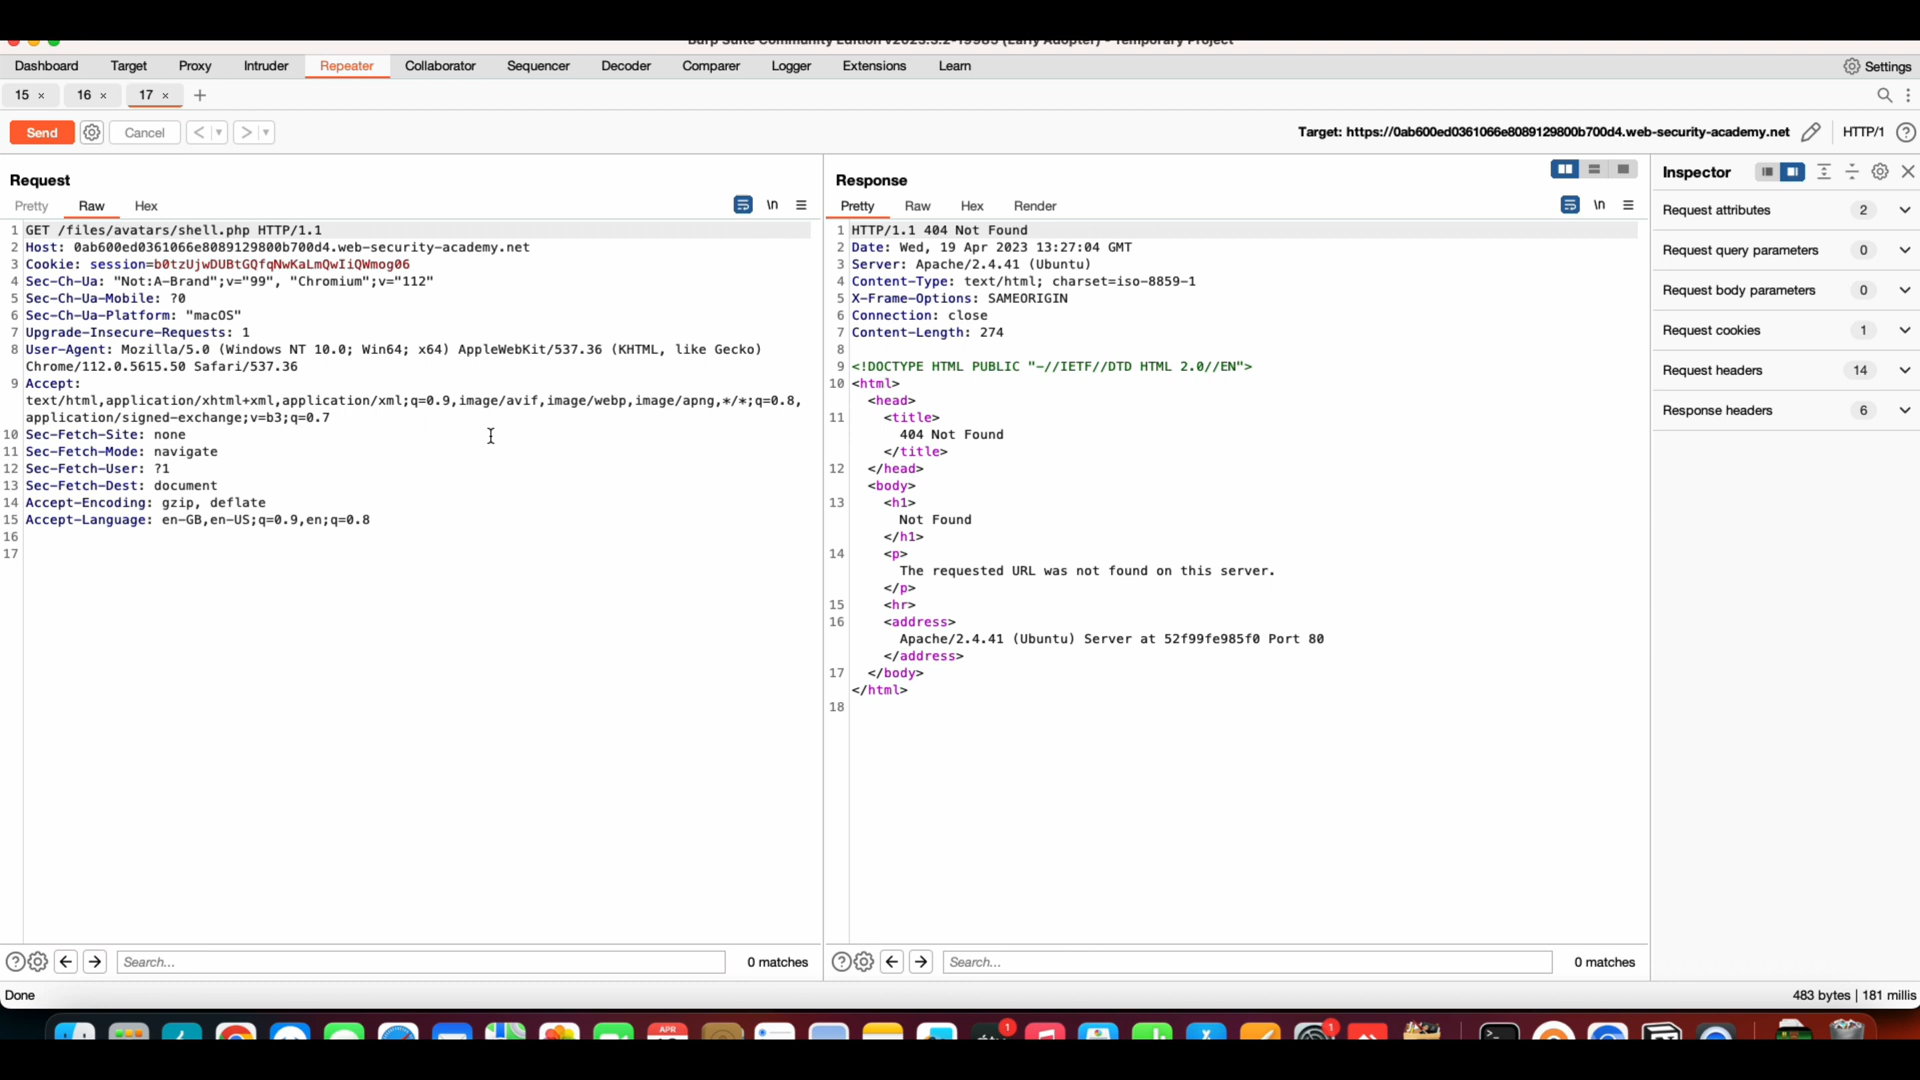 Burp Suite Community Edition v2023.3.2-19985 (Early Adopter) - Temporary Project
Dashboard Target Proxy Intruder Repeater Collaborator Sequencer Decoder Comparer Logger Extensions Learn Settings
15 × 16 × 17 × +
Send Cancel < > Target: https://0ab600ed0361066e8089129800b700d4.web-security-academy.net HTTP/1
Request
Pretty Raw Hex \n
1 GET /files/avatars/shell.php HTTP/1.1
2 Host: 0ab600ed0361066e8089129800b700d4.web-security-academy.net
3 Cookie: session=b0tzUjwDUBtGQfqNwKaLmQwIiQWmog06
4 Sec-Ch-Ua: "Not:A-Brand";v="99", "Chromium";v="112"
5 Sec-Ch-Ua-Mobile: ?0
6 Sec-Ch-Ua-Platform: "macOS"
7 Upgrade-Insecure-Requests: 1
8 User-Agent: Mozilla/5.0 (Windows NT 10.0; Win64; x64) AppleWebKit/537.36 (KHTML, like Gecko)
Chrome/112.0.5615.50 Safari/537.36
9 Accept:
text/html,application/xhtml+xml,application/xml;q=0.9,image/avif,image/webp,image/apng,*/*;q=0.8,
application/signed-exchange;v=b3;q=0.7
10 Sec-Fetch-Site: none
11 Sec-Fetch-Mode: navigate
12 Sec-Fetch-User: ?1
13 Sec-Fetch-Dest: document
14 Accept-Encoding: gzip, deflate
15 Accept-Language: en-GB,en-US;q=0.9,en;q=0.8
16
17
Search... 0 matches
Response
Pretty Raw Hex Render \n
1 HTTP/1.1 404 Not Found
2 Date: Wed, 19 Apr 2023 13:27:04 GMT
3 Server: Apache/2.4.41 (Ubuntu)
4 Content-Type: text/html; charset=iso-8859-1
5 X-Frame-Options: SAMEORIGIN
6 Connection: close
7 Content-Length: 274
8
9 <!DOCTYPE HTML PUBLIC "-//IETF//DTD HTML 2.0//EN">
10 <html>
<head>
11 <title>
404 Not Found
</title>
12 </head>
<body>
13 <h1>
Not Found
</h1>
14 <p>
The requested URL was not found on this server.
</p>
15 <hr>
16 <address>
Apache/2.4.41 (Ubuntu) Server at 52f99fe985f0 Port 80
</address>
17 </body>
</html>
18
Search... 0 matches
Inspector
Request attributes 2
Request query parameters 0
Request body parameters 0
Request cookies 1
Request headers 14
Response headers 6
Done 483 bytes | 181 millis
APR 1 1